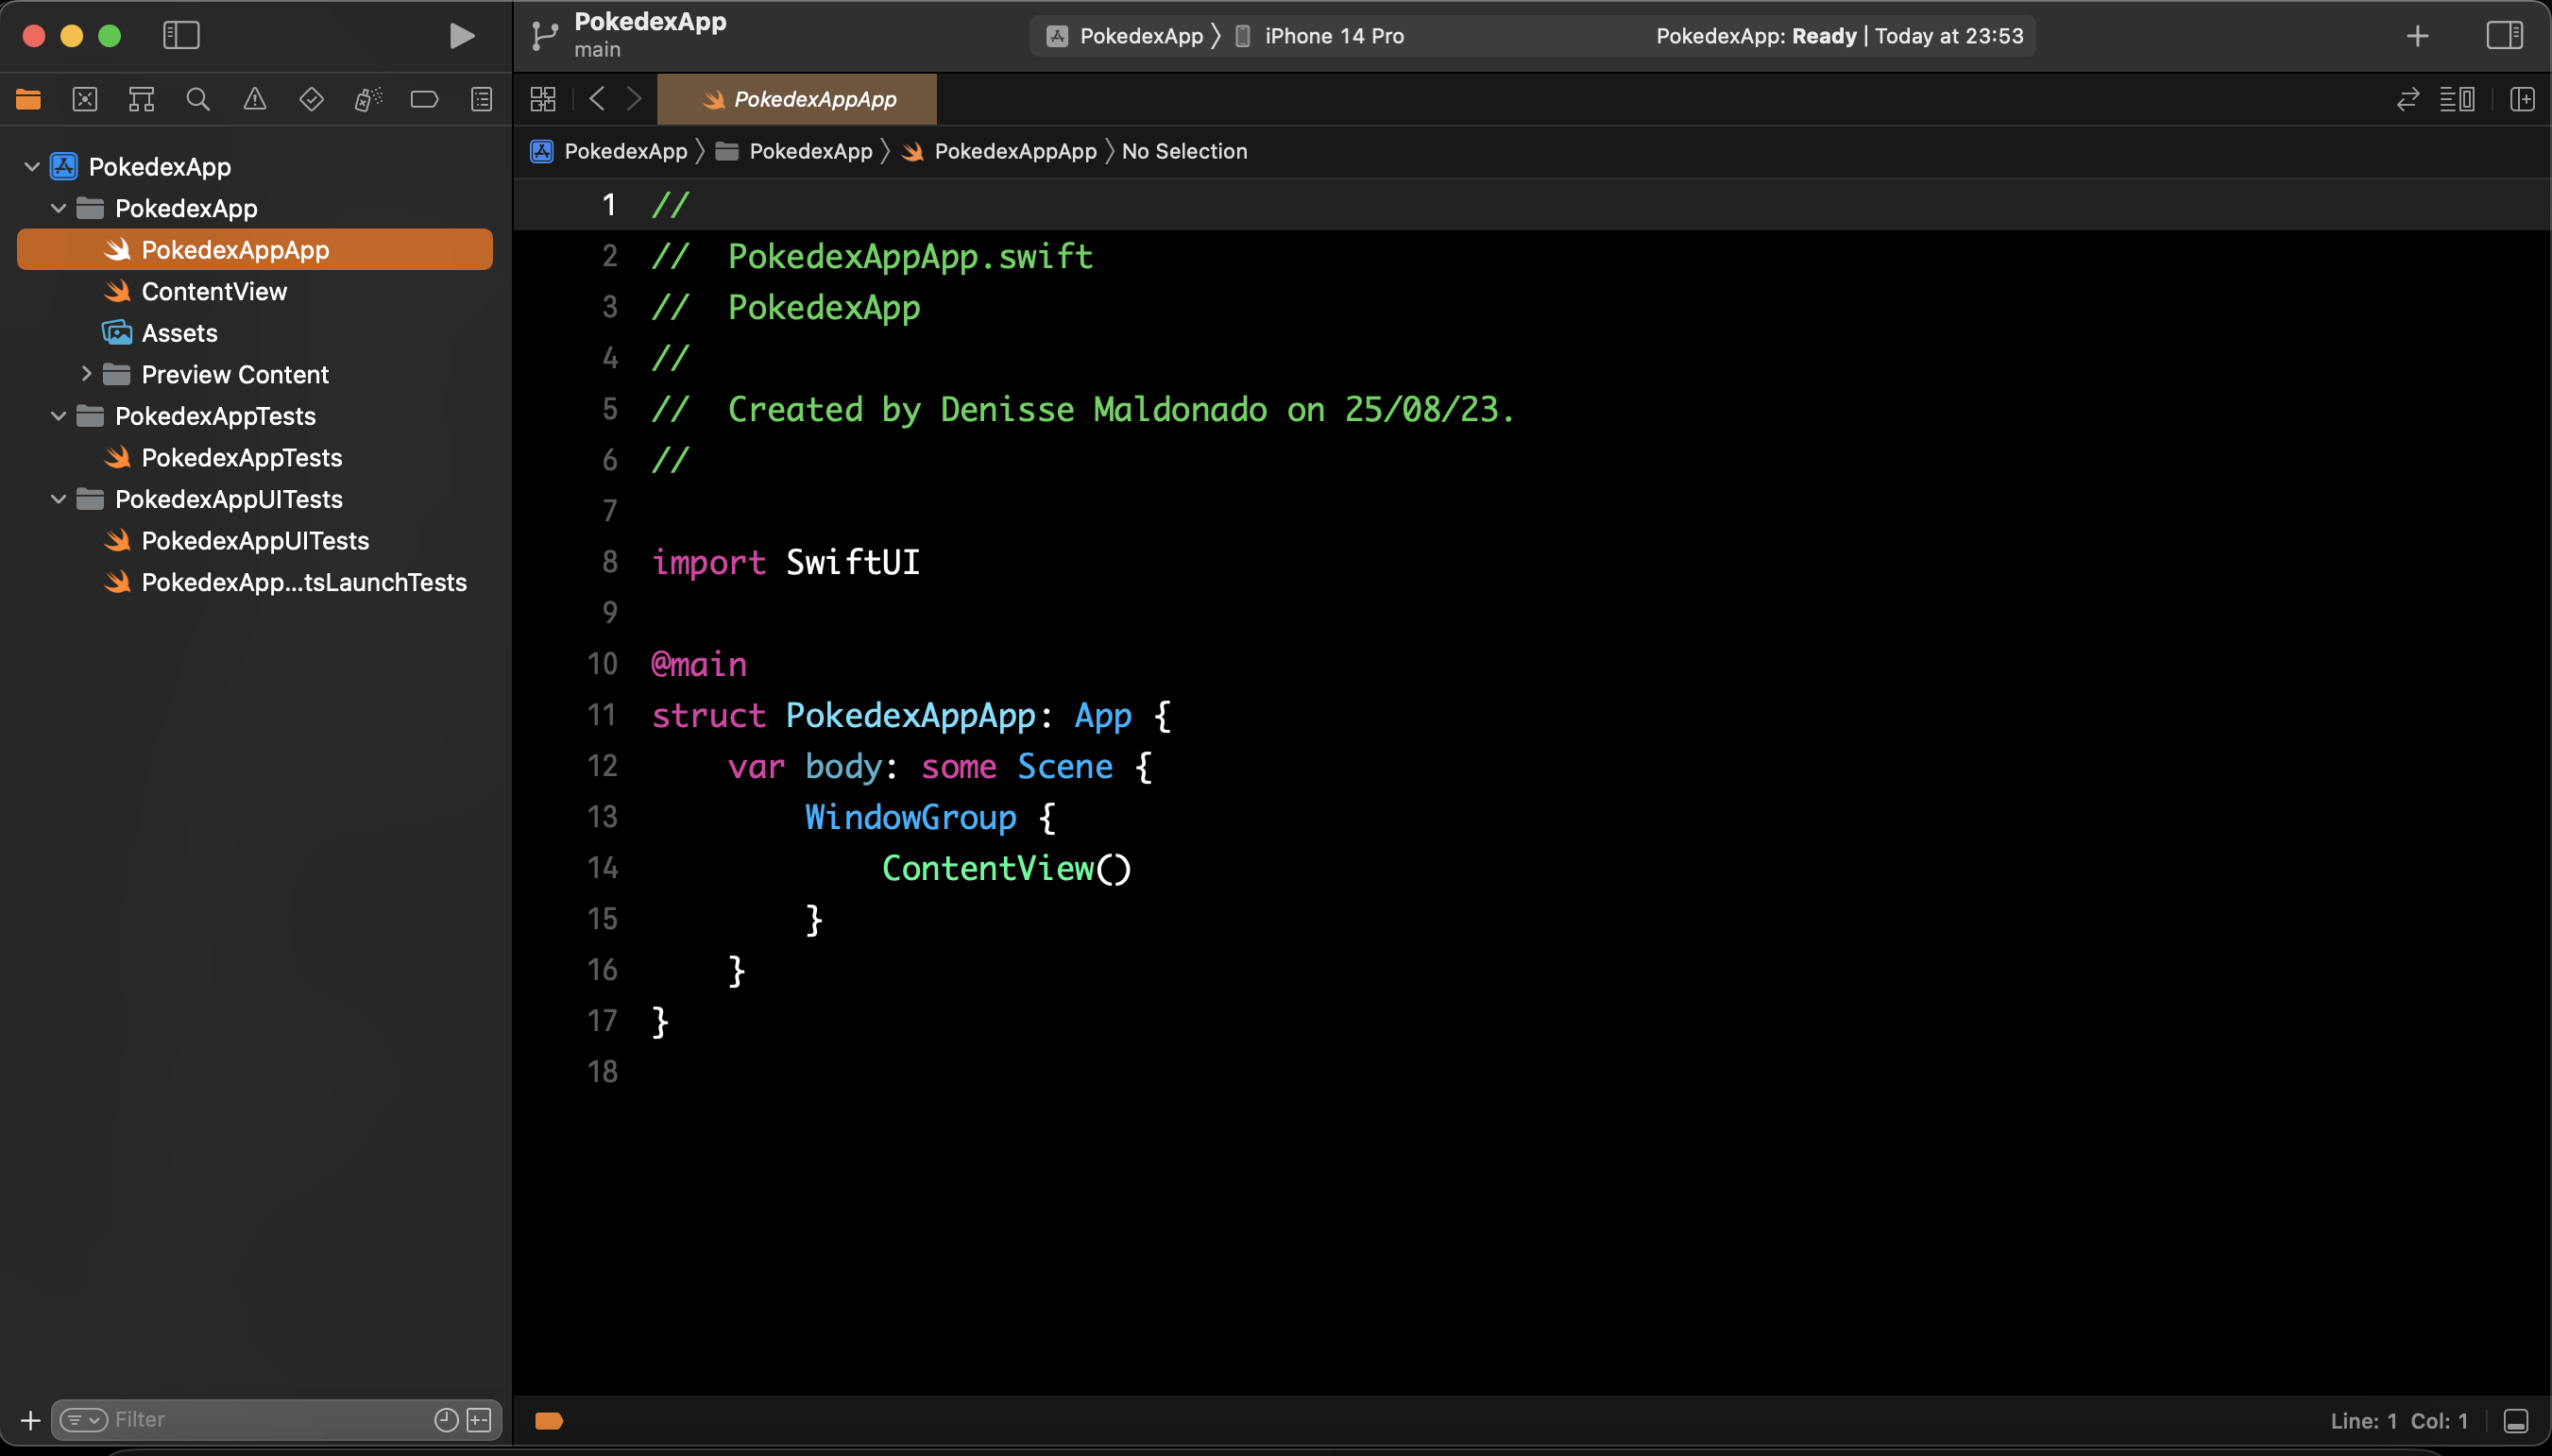 PokedexApp
main
PokedexApp 〉 iPhone 14 Pro
PokedexApp: Ready | Today at 23:53
PokedexAppApp
PokedexApp 〉 PokedexApp 〉 PokedexAppApp 〉 No Selection
PokedexApp
PokedexApp
PokedexAppApp
ContentView
Assets
Preview Content
PokedexAppTests
PokedexAppTests
PokedexAppUITests
PokedexAppUITests
PokedexApp...tsLaunchTests
Filter
1 //
2 //  PokedexAppApp.swift
3 //  PokedexApp
4 //
5 //  Created by Denisse Maldonado on 25/08/23.
6 //
7
8 import SwiftUI
9
10 @main
11 struct PokedexAppApp: App {
12     var body: some Scene {
13         WindowGroup {
14             ContentView()
15         }
16     }
17 }
18
Line: 1  Col: 1